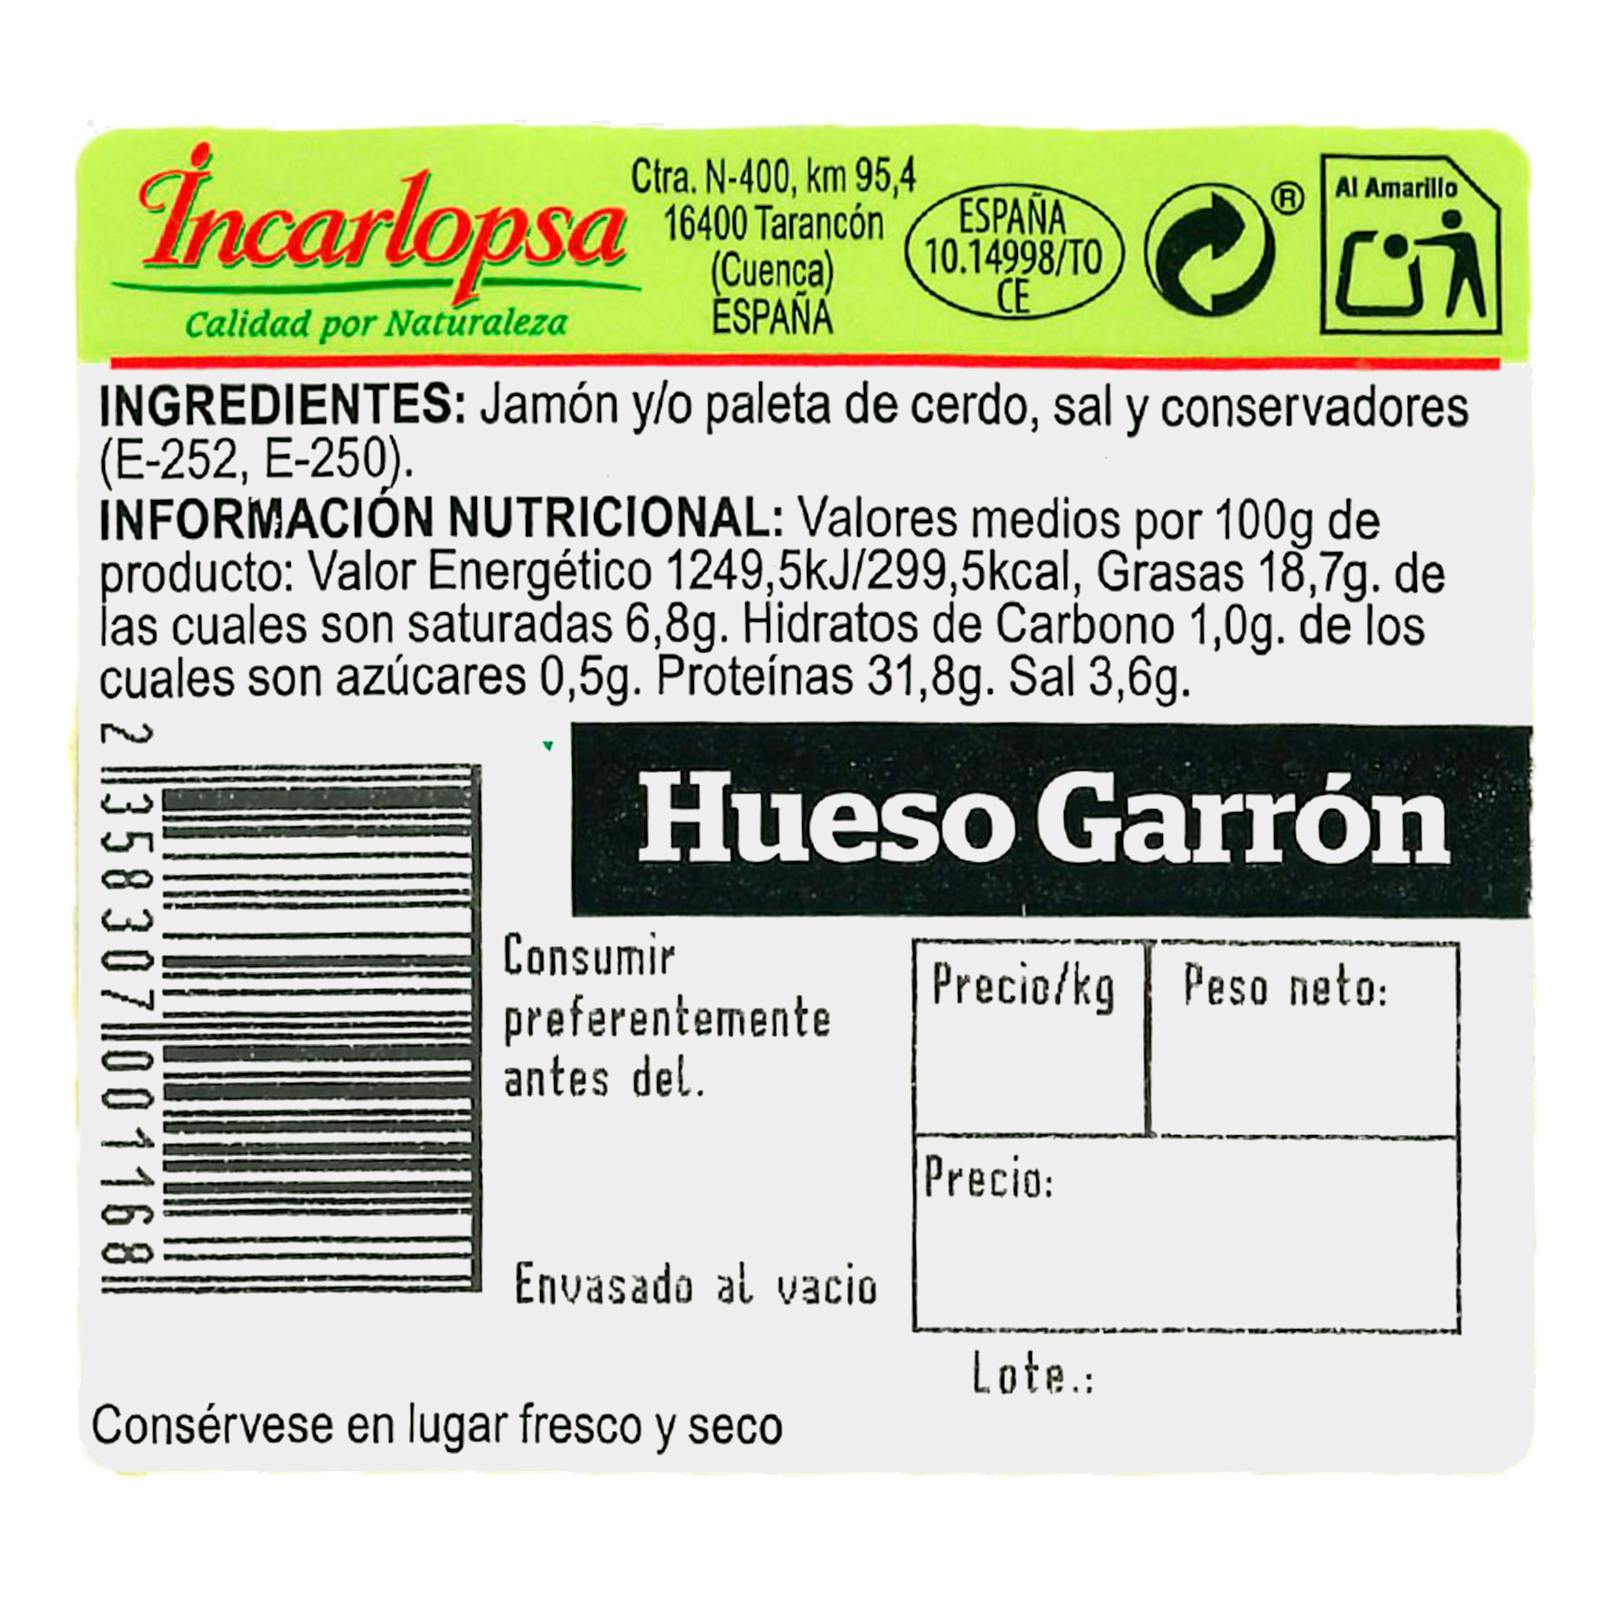 Incarlopsa
Calidad por Naturaleza
Ctra. N-400, km 95,4
16400 Tarancón
(Cuenca)
ESPAÑA
ESPAÑA
10.14998/TO
CE
®
Al Amarillo
INGREDIENTES: Jamón y/o paleta de cerdo, sal y conservadores
(E-252, E-250).
INFORMACIÓN NUTRICIONAL: Valores medios por 100g de
producto: Valor Energético 1249,5kJ/299,5kcal, Grasas 18,7g. de
las cuales son saturadas 6,8g. Hidratos de Carbono 1,0g. de los
cuales son azúcares 0,5g. Proteínas 31,8g. Sal 3,6g.
2 358307 001168
Hueso Garrón
Consumir
preferentemente
antes del.
Precio/kg
Peso neto:
Precio:
Envasado al vacio
Lote.:
Consérvese en lugar fresco y seco